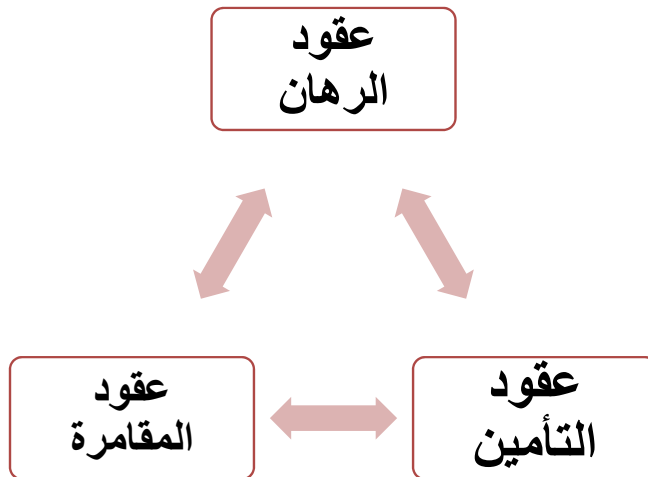 عقود
الرهان
عقود
التأمين
عقود
المقامرة